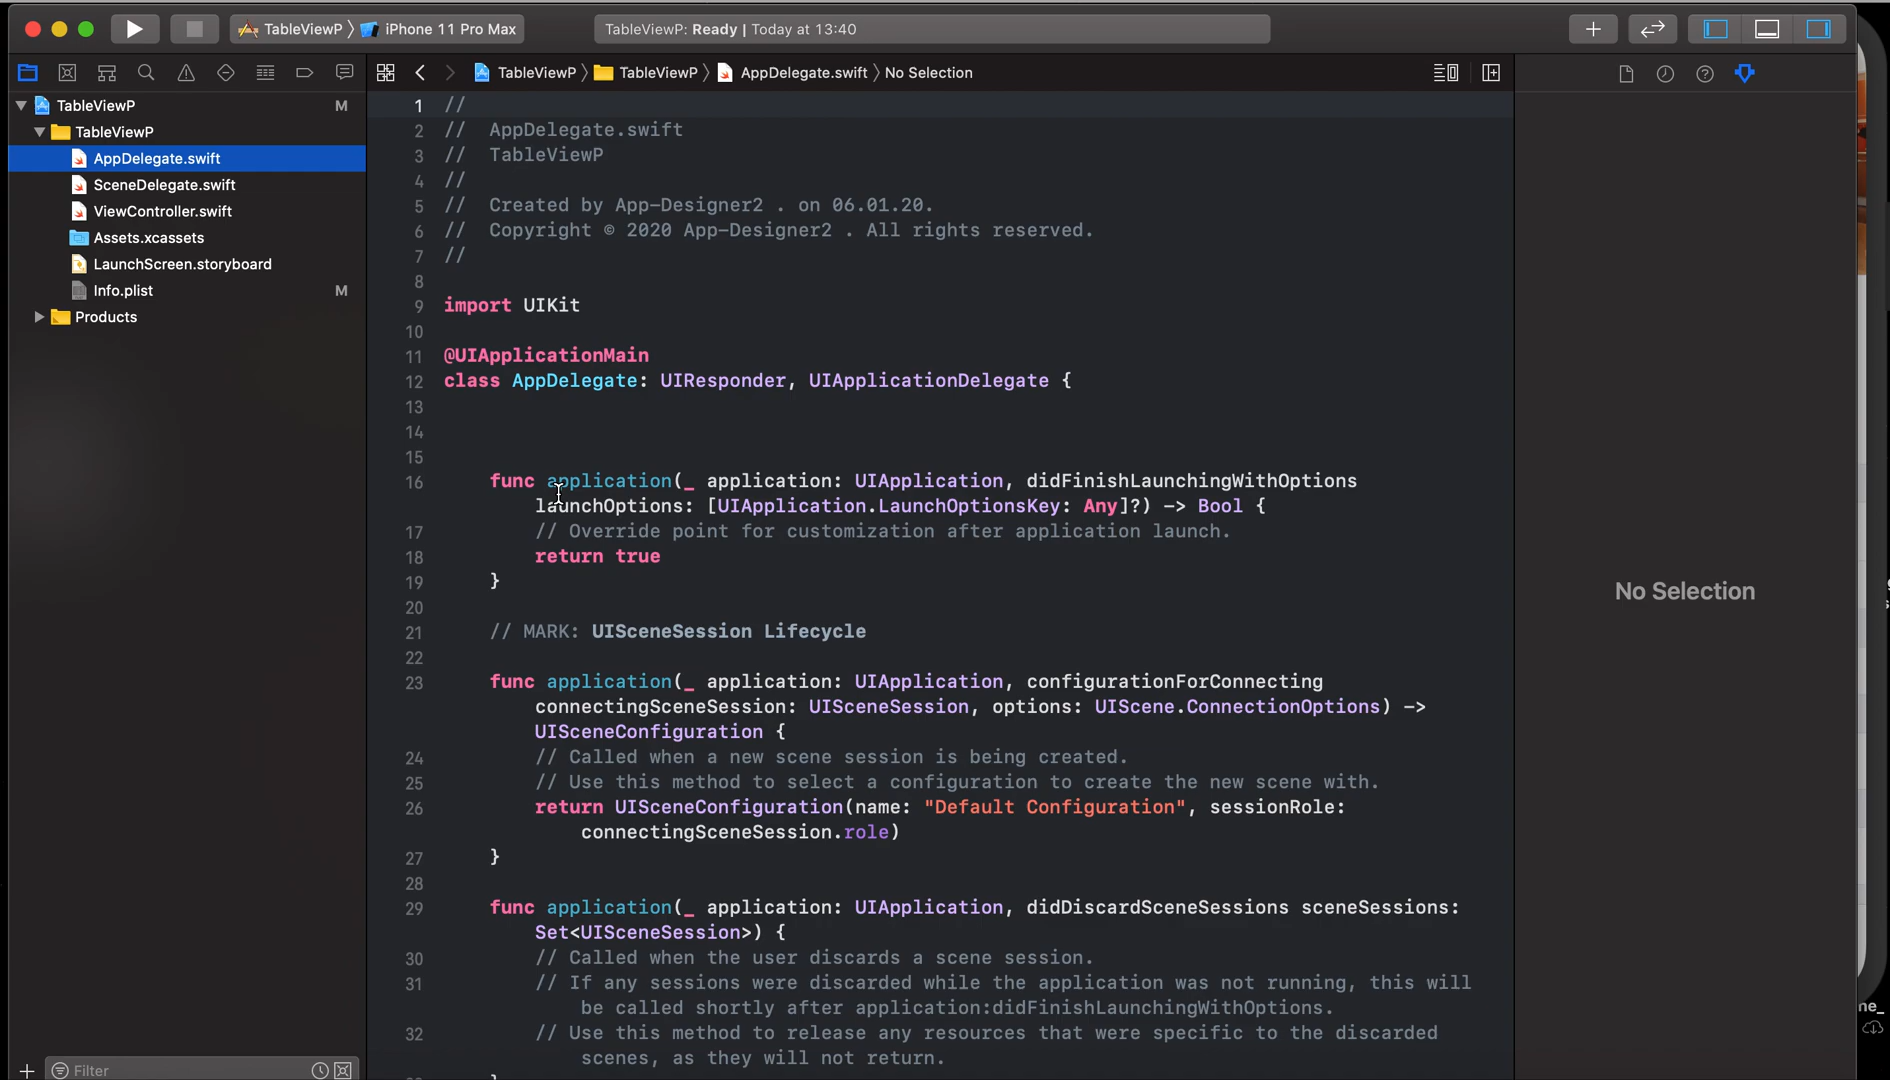 TableViewP 〉 iPhone 11 Pro Max
TableViewP: Ready | Today at 13:40
TableViewP 〉 TableViewP 〉 AppDelegate.swift 〉 No Selection
TableViewP M
TableViewP
AppDelegate.swift
SceneDelegate.swift
ViewController.swift
Assets.xcassets
LaunchScreen.storyboard
Info.plist M
Products
Filter
1 //
2 //  AppDelegate.swift
3 //  TableViewP
4 //
5 //  Created by App-Designer2 . on 06.01.20.
6 //  Copyright © 2020 App-Designer2 . All rights reserved.
7 //
8
9 import UIKit
10
11 @UIApplicationMain
12 class AppDelegate: UIResponder, UIApplicationDelegate {
13
14
15
16 func application(_ application: UIApplication, didFinishLaunchingWithOptions
launchOptions: [UIApplication.LaunchOptionsKey: Any]?) -> Bool {
17 // Override point for customization after application launch.
18 return true
19 }
20
21 // MARK: UISceneSession Lifecycle
22
23 func application(_ application: UIApplication, configurationForConnecting
connectingSceneSession: UISceneSession, options: UIScene.ConnectionOptions) ->
UISceneConfiguration {
24 // Called when a new scene session is being created.
25 // Use this method to select a configuration to create the new scene with.
26 return UISceneConfiguration(name: "Default Configuration", sessionRole:
connectingSceneSession.role)
27 }
28
29 func application(_ application: UIApplication, didDiscardSceneSessions sceneSessions:
Set<UISceneSession>) {
30 // Called when the user discards a scene session.
31 // If any sessions were discarded while the application was not running, this will
be called shortly after application:didFinishLaunchingWithOptions.
32 // Use this method to release any resources that were specific to the discarded
scenes, as they will not return.
No Selection
ne_